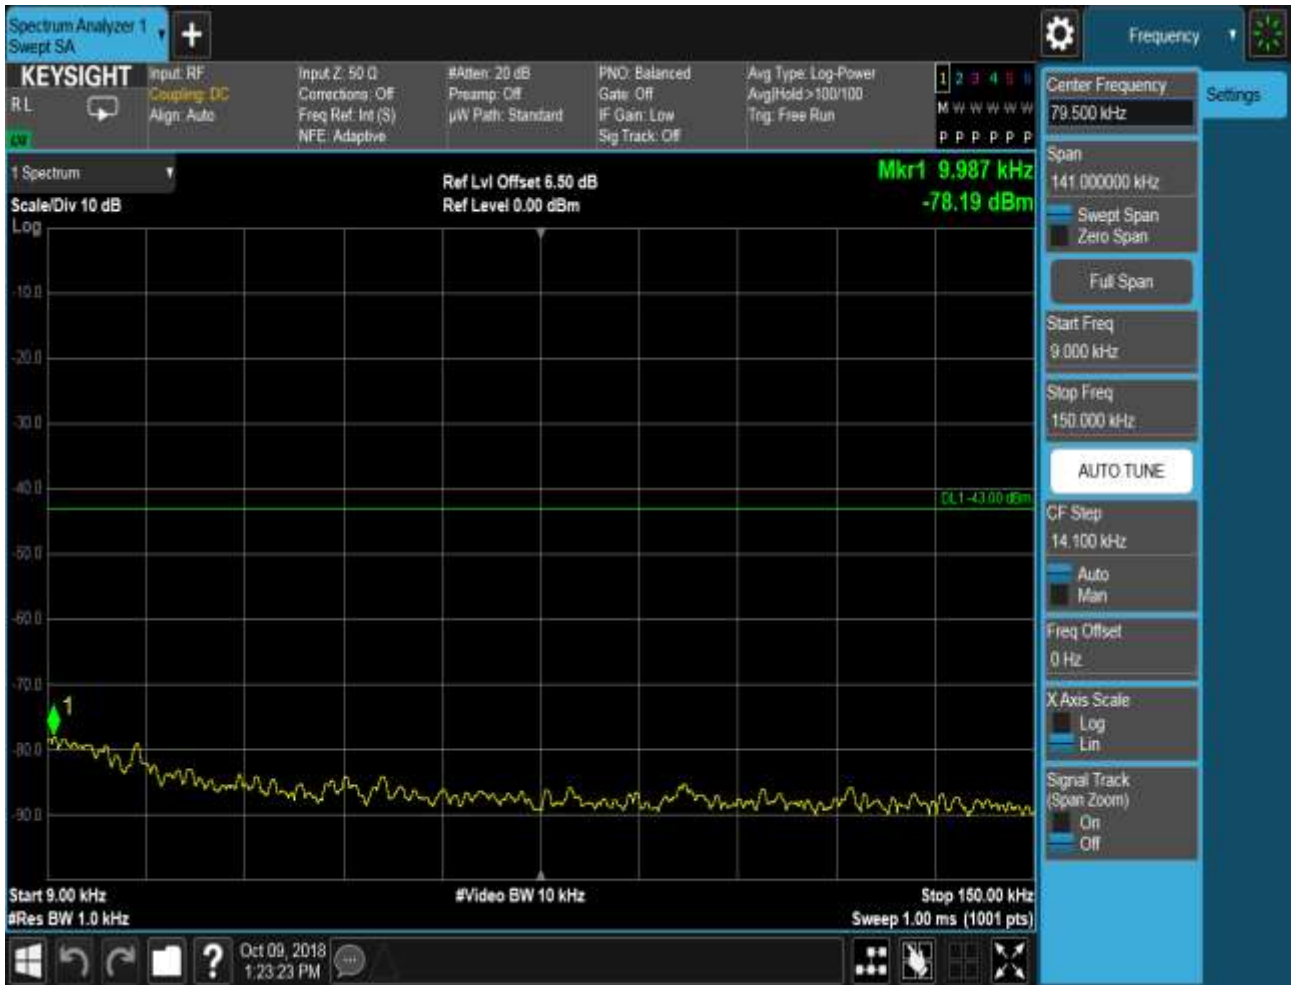 Spectrum Analyzer 1
Swept SA
+
Frequency
KEYSIGHT
RL
LXI
Input: RF
Coupling: DC
Align: Auto
Input Z: 50 Ω
Corrections: Off
Freq Ref: Int (S)
NFE: Adaptive
#Atten: 20 dB
Preamp: Off
µW Path: Standard
PNO: Balanced
Gate: Off
IF Gain: Low
Sig Track: Off
Avg Type: Log-Power
Avg|Hold:>100/100
Trig: Free Run
1 2 3 4 5 6
M W W W W W
P P P P P P
1 Spectrum
Scale/Div 10 dB
Ref Lvl Offset 6.50 dB
Ref Level 0.00 dBm
Mkr1 9.987 kHz
-78.19 dBm
Log
-10.0
-20.0
-30.0
-40.0
DL1 -43.00 dBm
-50.0
-60.0
-70.0
1
-80.0
-90.0
Start 9.00 kHz
#Video BW 10 kHz
Stop 150.00 kHz
#Res BW 1.0 kHz
Sweep 1.00 ms (1001 pts)
?
Oct 09, 2018
1:23:23 PM
Center Frequency
79.500 kHz
Settings
Span
141.000000 kHz
Swept Span
Zero Span
Full Span
Start Freq
9.000 kHz
Stop Freq
150.000 kHz
AUTO TUNE
CF Step
14.100 kHz
Auto
Man
Freq Offset
0 Hz
X Axis Scale
Log
Lin
Signal Track
(Span Zoom)
On
Off